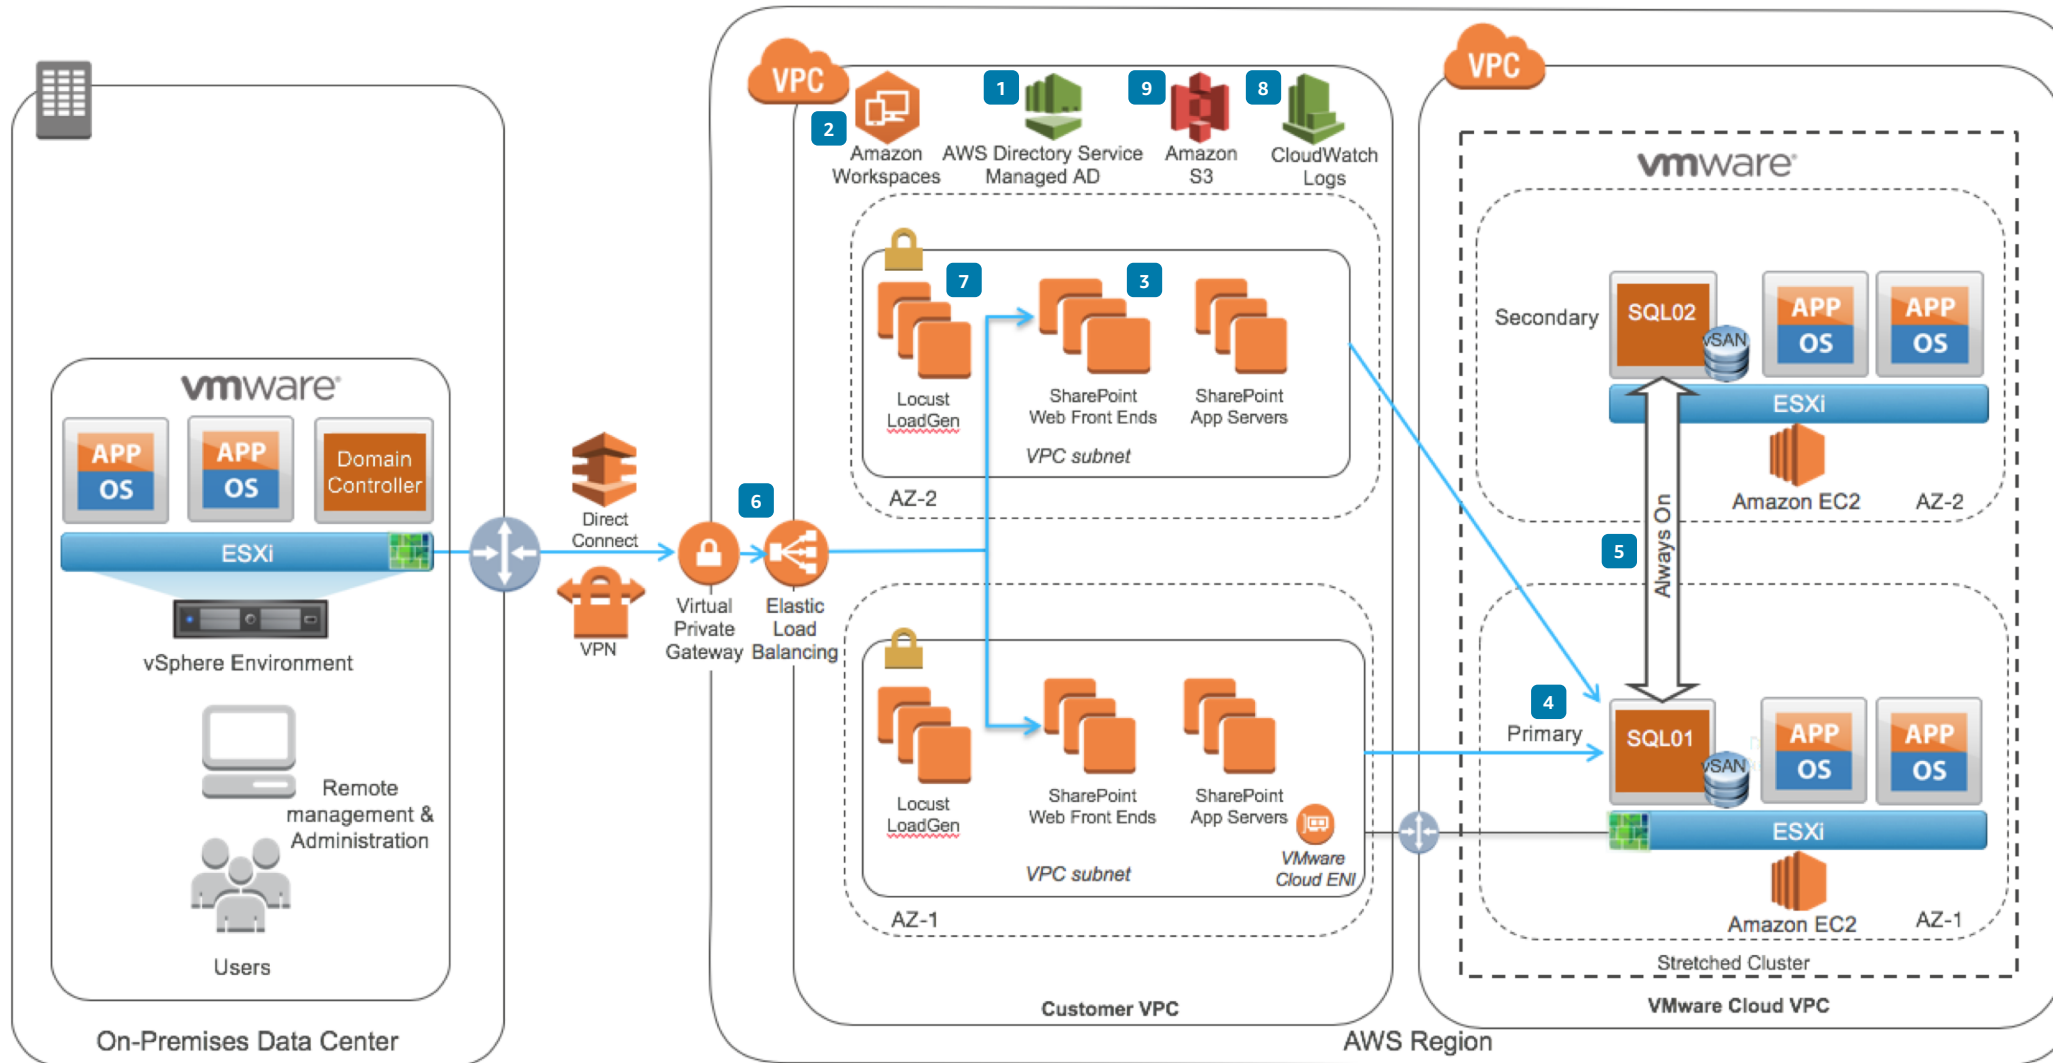 vmware
APP
OS
APP
OS
Domain
Controller
ESXi
vSphere Environment
Remote
management &
Administration
Users
On-Premises Data Center
Direct
Connect
VPN
Virtual
Private
Gateway
6
Elastic
Load
Balancing
VPC
2
Amazon
Workspaces
1
AWS Directory Service
Managed AD
9
Amazon
S3
8
CloudWatch
Logs
7
Locust
LoadGen
3
SharePoint
Web Front Ends
SharePoint
App Servers
VPC subnet
AZ-2
Locust
LoadGen
SharePoint
Web Front Ends
SharePoint
App Servers
VMware
Cloud ENI
VPC subnet
AZ-1
Customer VPC
VPC
vmware
Secondary
SQL02
vSAN
APP
OS
APP
OS
ESXi
Amazon EC2
AZ-2
5
Always On
4
Primary
SQL01
vSAN
APP
OS
APP
OS
ESXi
Amazon EC2
AZ-1
Stretched Cluster
VMware Cloud VPC
AWS Region